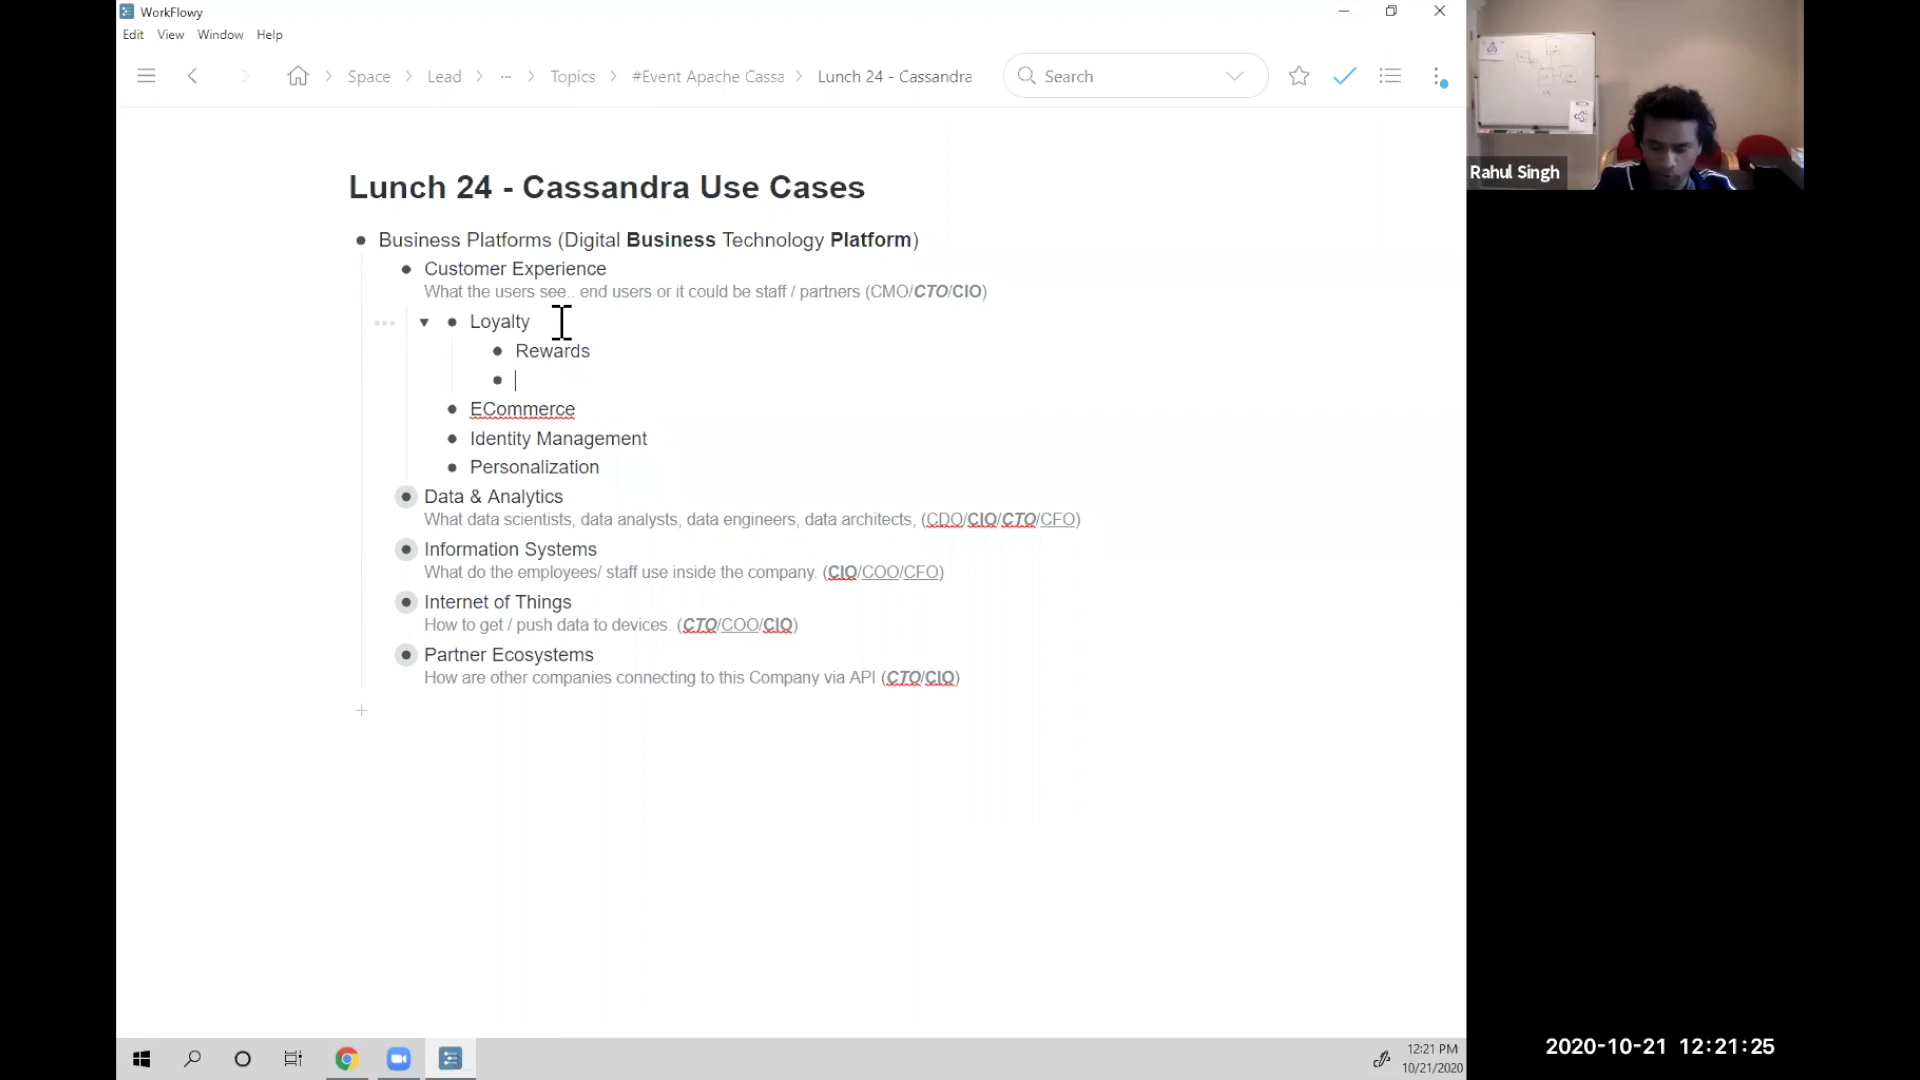 WorkFlowy
Edit View Window Help
Space Lead ... Topics #Event Apache Cassa Lunch 24 - Cassandra Search
Lunch 24 - Cassandra Use Cases
Business Platforms (Digital Business Technology Platform)
Customer Experience
What the users see.. end users or it could be staff / partners (CMO/CTO/CIO)
Loyalty
Rewards
ECommerce
Identity Management
Personalization
Data & Analytics
What data scientists, data analysts, data engineers, data architects, (CDO/CIO/CTO/CFO)
Information Systems
What do the employees/ staff use inside the company. (CIO/COO/CFO)
Internet of Things
How to get / push data to devices. (CTO/COO/CIO)
Partner Ecosystems
How are other companies connecting to this Company via API (CTO/CIO)
Rahul Singh
12:21 PM
10/21/2020
2020-10-21 12:21:25